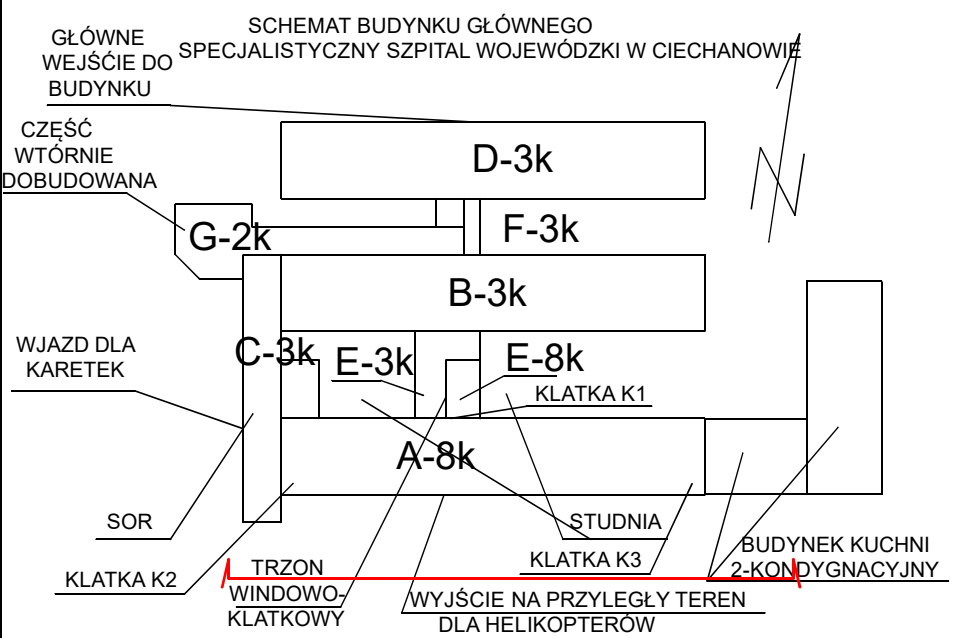 SCHEMAT BUDYNKU GŁÓWNEGO
SPECJALISTYCZNY SZPITAL WOJEWÓDZKI W CIECHANOWIE
GŁÓWNE
WEJŚĆIE DO
BUDYNKU
CZĘŚĆ
WTÓRNIE
DOBUDOWANA
D-3k
G-2k
F-3k
B-3k
WJAZD DLA
KARETEK
C-3k
E-3k
E-8k
KLATKA K1
A-8k
SOR
STUDNIA
KLATKA K2
KLATKA K3
BUDYNEK KUCHNI
2-KONDYGNACYJNY
TRZON
WINDOWO-
KLATKOWY
WYJŚCIE NA PRZYLEGŁY TEREN
DLA HELIKOPTERÓW